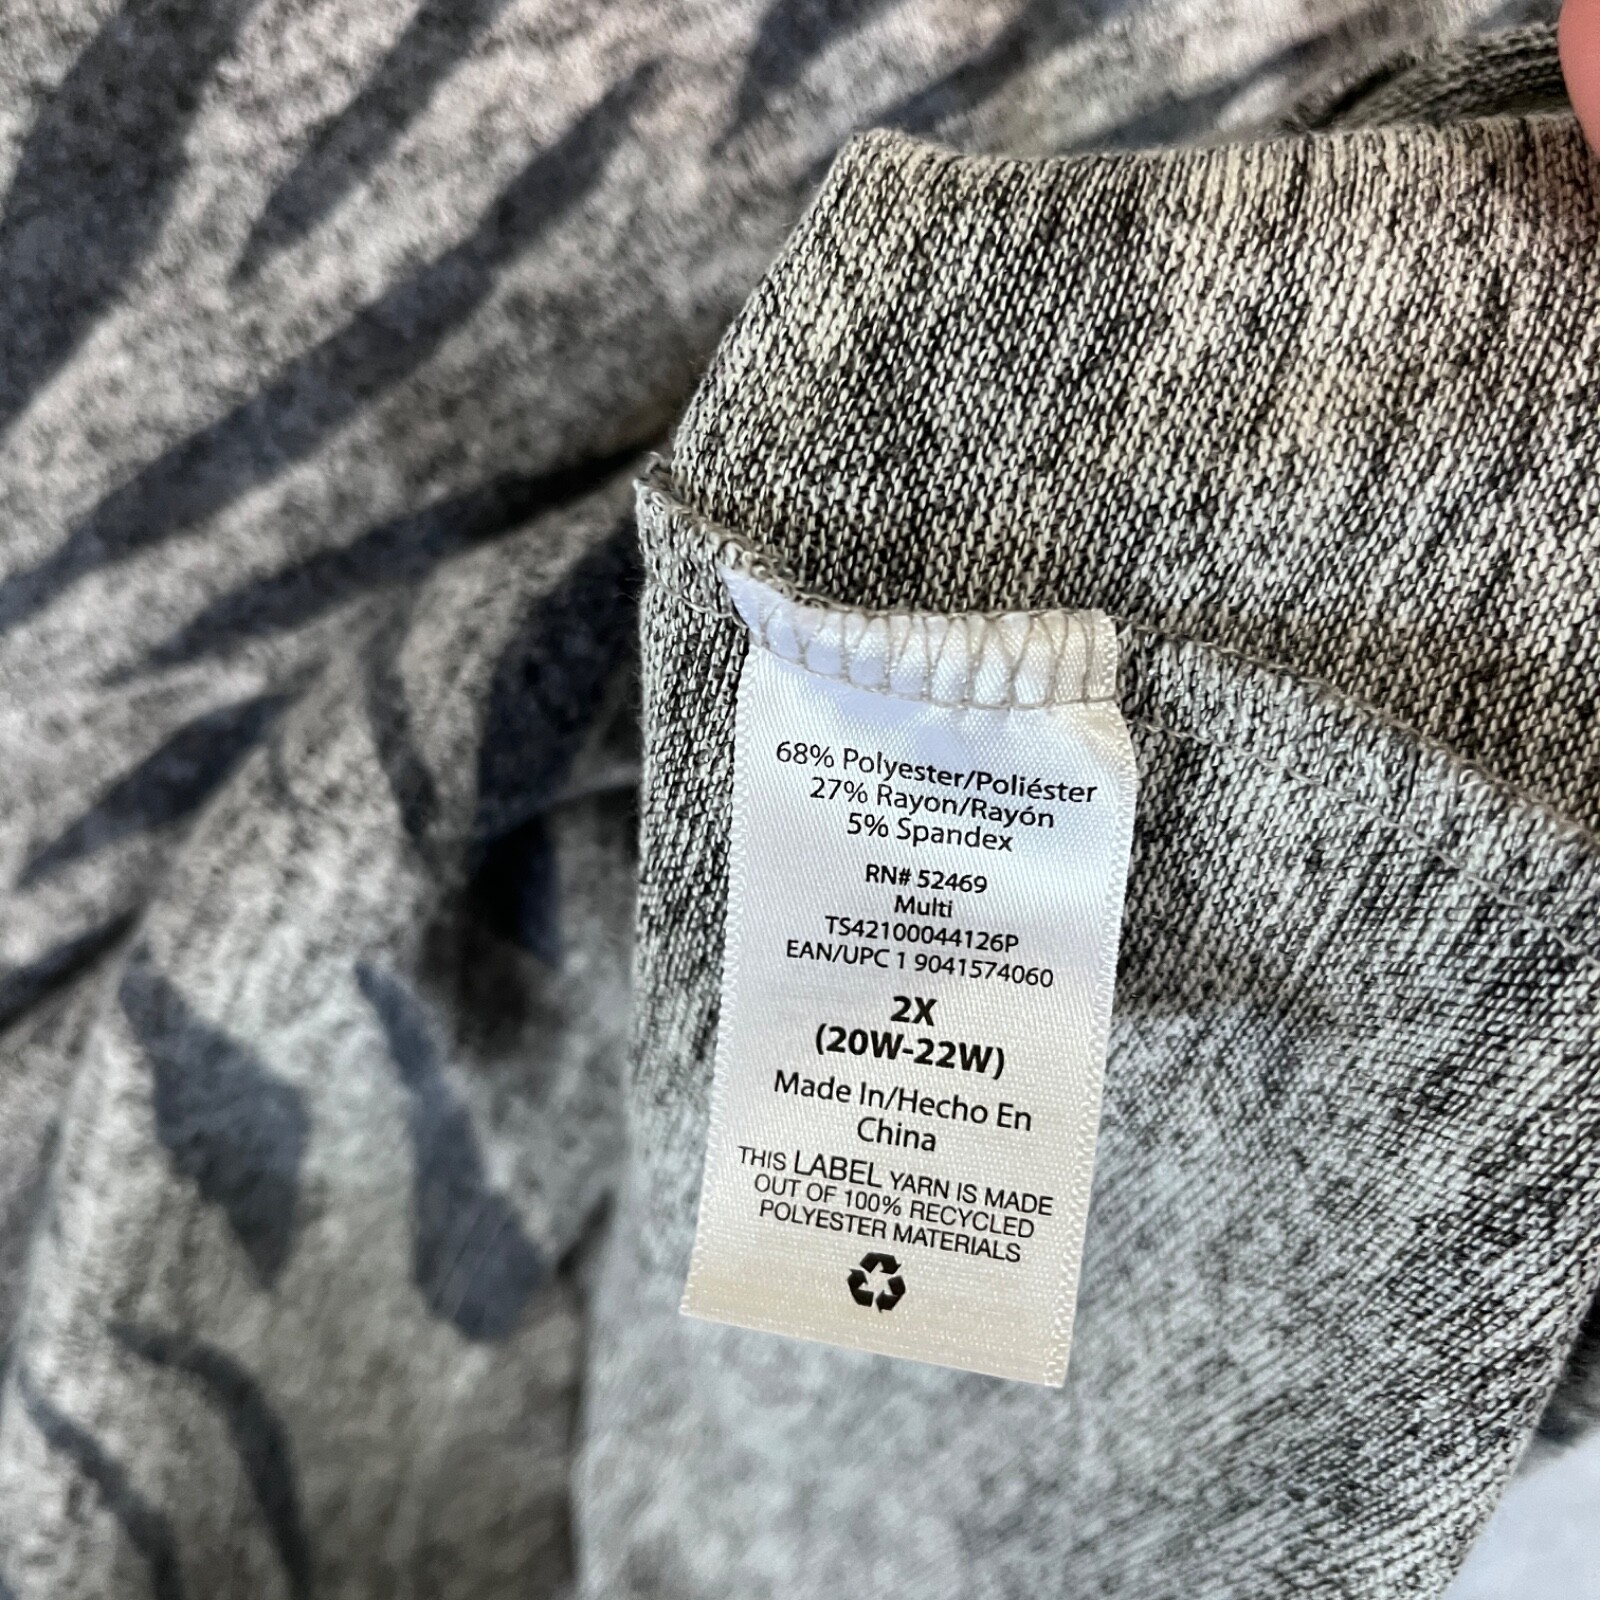 68% Polyester/Poliéster
27% Rayon/Rayón
5% Spandex
RN# 52469
Multi
TS42100044126P
EAN/UPC 1 9041574060
2X
(20W-22W)
Made In/Hecho En
China
THIS LABEL YARN IS MADE
OUT OF 100% RECYCLED
POLYESTER MATERIALS